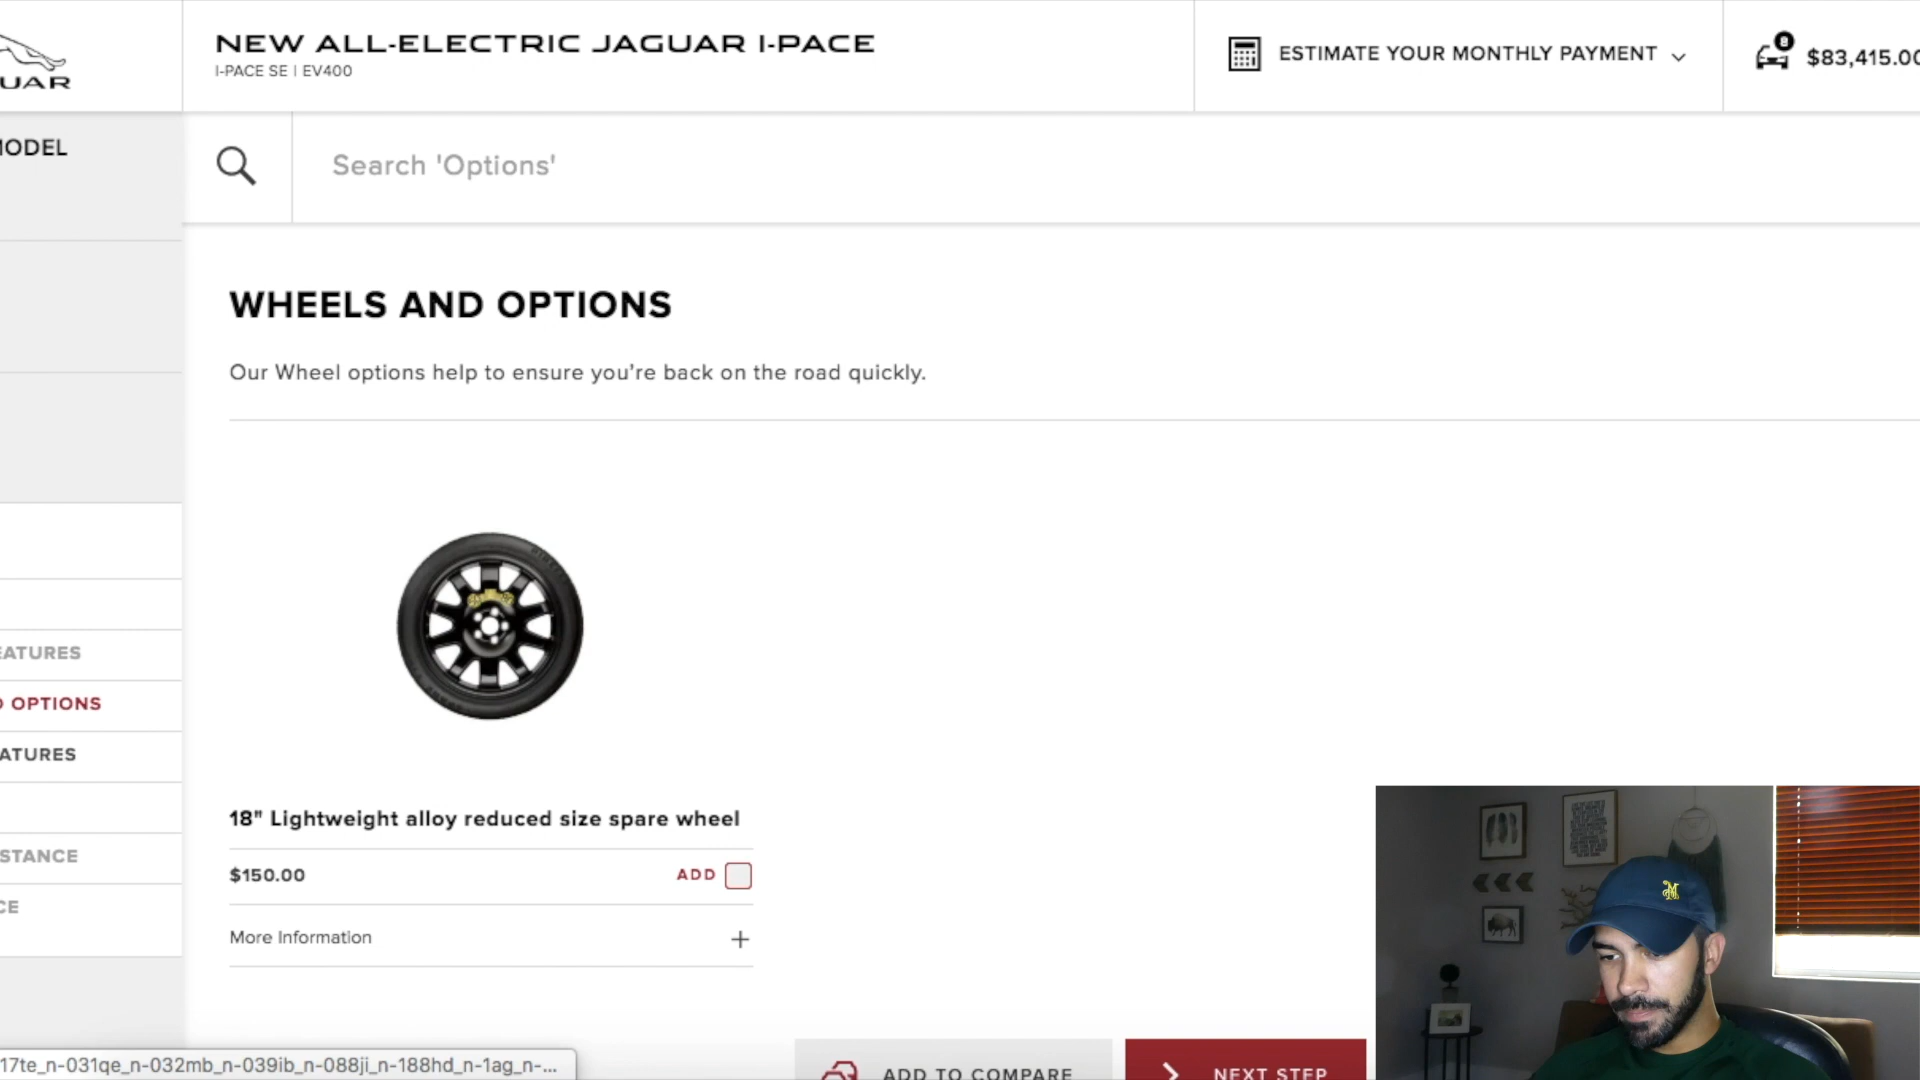 NEW ALL-ELECTRIC JAGUAR I-PACE
I-PACE SE | EV400
ESTIMATE YOUR MONTHLY PAYMENT
8
$83,415.00
UAR
MODEL
Search 'Options'
WHEELS AND OPTIONS
Our Wheel options help to ensure you're back on the road quickly.
EATURES
OPTIONS
ATURES
STANCE
CE
18" Lightweight alloy reduced size spare wheel
$150.00
ADD
More Information
17te_n-031qe_n-032mb_n-039ib_n-088ji_n-188hd_n-1ag_n-...
ADD TO COMPARE
NEXT STEP
M